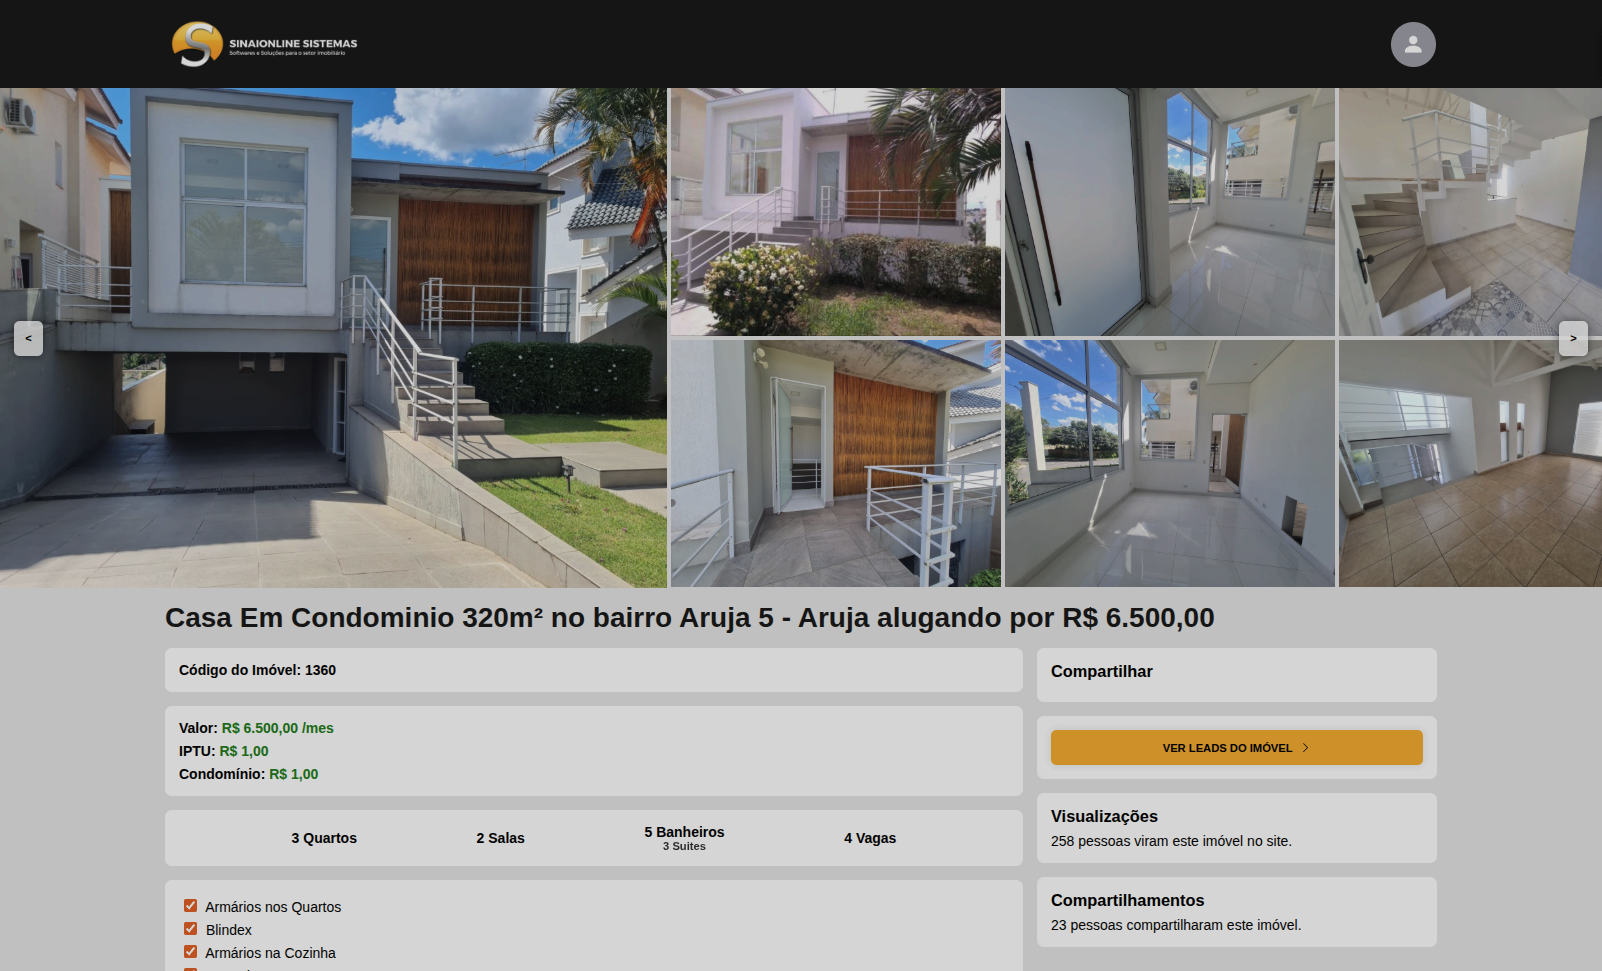 SINAIONLINE SISTEMAS
Softwares e Soluções para o setor imobiliário
<
>
Casa Em Condominio 320m² no bairro Aruja 5 - Aruja alugando por R$ 6.500,00
Código do Imóvel: 1360
Valor: R$ 6.500,00 /mes
IPTU: R$ 1,00
Condomínio: R$ 1,00
3 Quartos
2 Salas
5 Banheiros
3 Suites
4 Vagas
Armários nos Quartos
Blindex
Armários na Cozinha
Compartilhar
VER LEADS DO IMÓVEL >
Visualizações
258 pessoas viram este imóvel no site.
Compartilhamentos
23 pessoas compartilharam este imóvel.